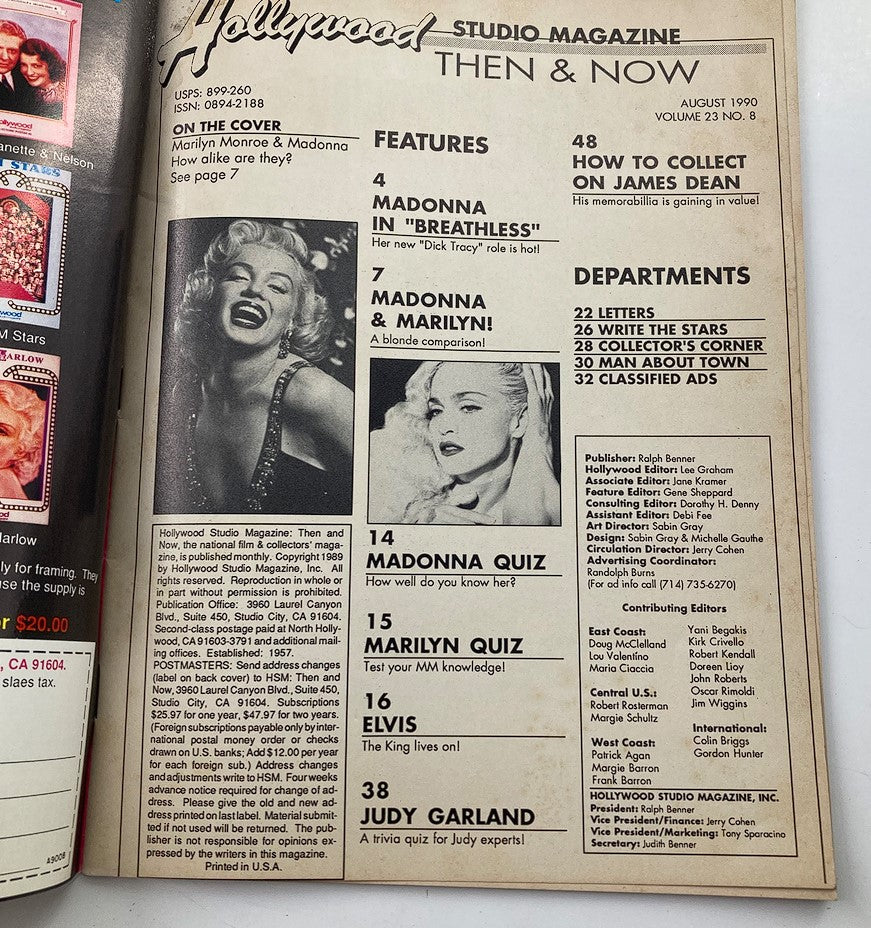 anette & Nelson
STARS
M Stars
MARLOW
arlow
ly for framing. They
use the supply is
or $20.00
, CA 91604.
slaes tax.
A9008
Hollywood STUDIO MAGAZINE
THEN & NOW
USPS: 899-260
ISSN: 0894-2188
AUGUST 1990
VOLUME 23 NO. 8
ON THE COVER
Marilyn Monroe & Madonna
How alike are they?
See page 7
Hollywood Studio Magazine: Then and
Now, the national film & collectors' maga-
zine, is published monthly. Copyright 1989
by Hollywood Studio Magazine, Inc. All
rights reserved. Reproduction in whole or
in part without permission is prohibited.
Publication Office: 3960 Laurel Canyon
Blvd., Suite 450, Studio City, CA 91604.
Second-class postage paid at North Holly-
wood, CA 91603-3791 and additional mail-
ing offices. Established: 1957.
POSTMASTERS: Send address changes
(label on back cover) to HSM: Then and
Now, 3960 Laurel Canyon Blvd., Suite 450,
Studio City, CA 91604. Subscriptions
$25.97 for one year, $47.97 for two years.
(Foreign subscriptions payable only by inter-
national postal money order or checks
drawn on U.S. banks; Add $12.00 per year
for each foreign sub.) Address changes
and adjustments write to HSM. Four weeks
advance notice required for change of ad-
dress. Please give the old and new ad-
dress printed on last label. Material submit-
ted if not used will be returned. The pub-
lisher is not responsible for opinions ex-
pressed by the writers in this magazine.
Printed in U.S.A.
FEATURES
4
MADONNA
IN "BREATHLESS"
Her new "Dick Tracy" role is hot!
7
MADONNA
& MARILYN!
A blonde comparison!
14
MADONNA QUIZ
How well do you know her?
15
MARILYN QUIZ
Test your MM knowledge!
16
ELVIS
The King lives on!
38
JUDY GARLAND
A trivia quiz for Judy experts!
48
HOW TO COLLECT
ON JAMES DEAN
His memorabillia is gaining in value!
DEPARTMENTS
22 LETTERS
26 WRITE THE STARS
28 COLLECTOR'S CORNER
30 MAN ABOUT TOWN
32 CLASSIFIED ADS
Publisher: Ralph Benner
Hollywood Editor: Lee Graham
Associate Editor: Jane Kramer
Feature Editor: Gene Sheppard
Consulting Editor: Dorothy H. Denny
Assistant Editor: Debi Fee
Art Director: Sabin Gray
Design: Sabin Gray & Michelle Gauthe
Circulation Director: Jerry Cohen
Advertising Coordinator:
Randolph Burns
(For ad info call (714) 735-6270)
Contributing Editors
East Coast:
Doug McClelland
Lou Valentino
Maria Ciaccia
Central U.S.:
Robert Rosterman
Margie Schultz
West Coast:
Patrick Agan
Margie Barron
Frank Barron
Yani Begakis
Kirk Crivello
Robert Kendall
Doreen Lioy
John Roberts
Oscar Rimoldi
Jim Wiggins
International:
Colin Briggs
Gordon Hunter
HOLLYWOOD STUDIO MAGAZINE, INC.
President: Ralph Benner
Vice President/Finance: Jerry Cohen
Vice President/Marketing: Tony Sparacino
Secretary: Judith Benner